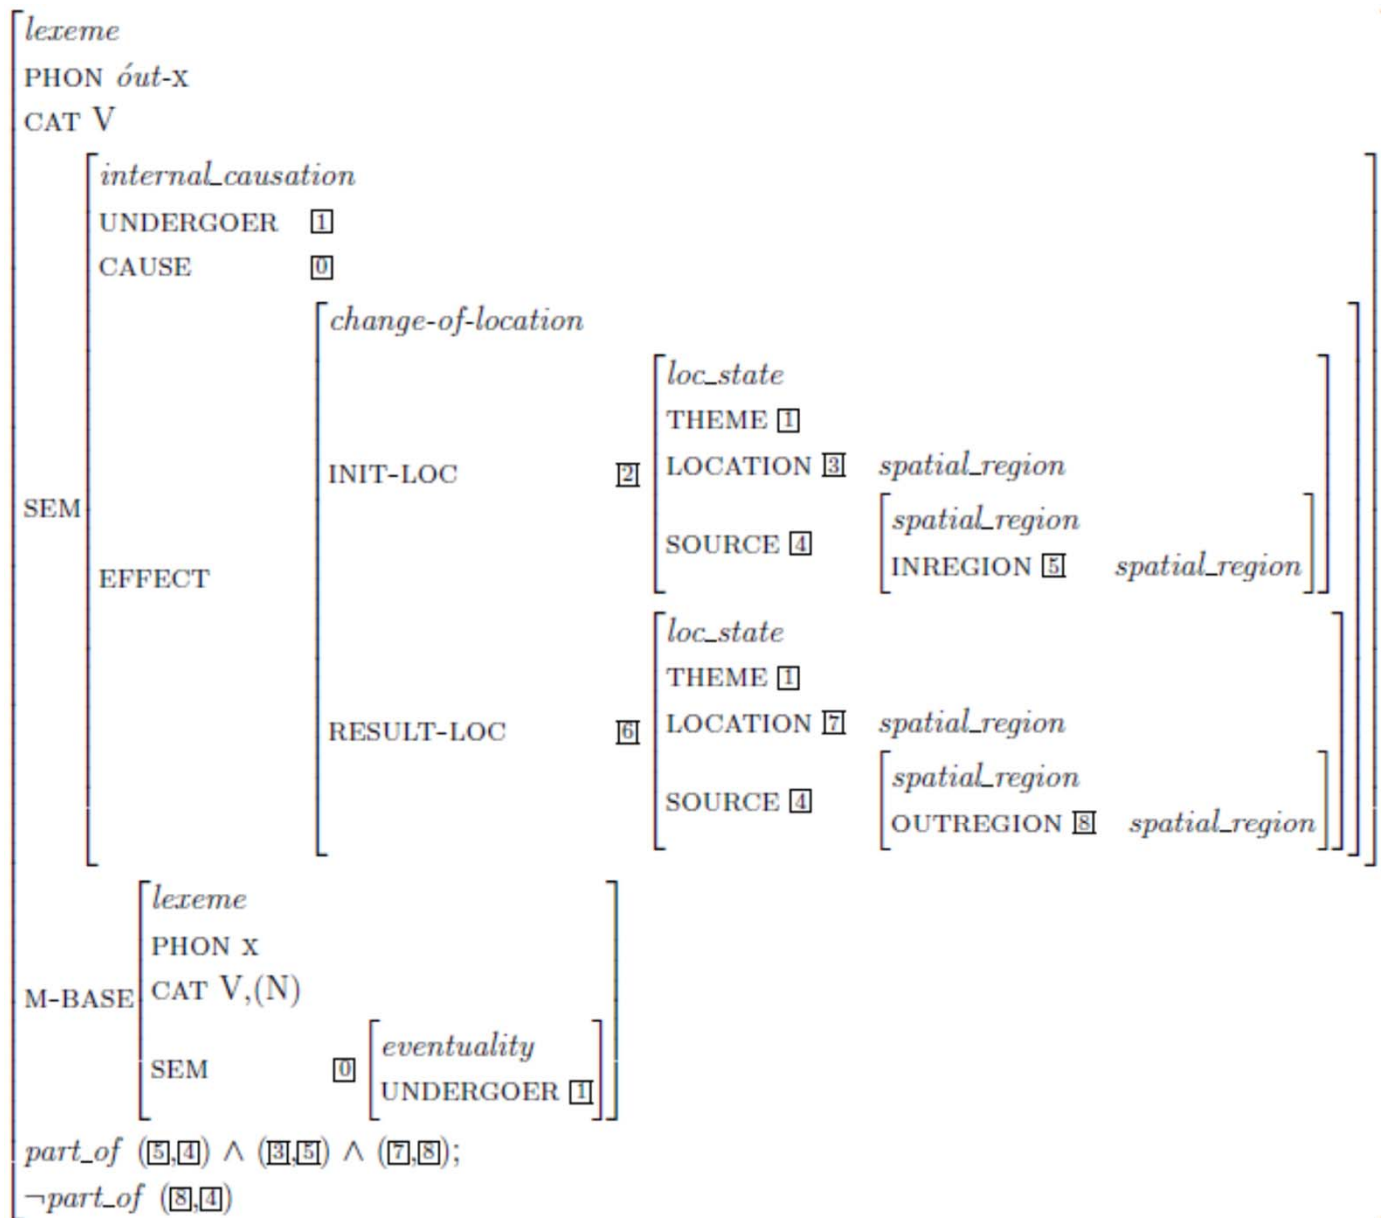 lexeme
PHON óut-X
CAT V
SEM
internal_causation
UNDERGOER 1
CAUSE 0
EFFECT
change-of-location
INIT-LOC 2
loc_state
THEME 1
LOCATION 3 spatial_region
SOURCE 4
spatial_region
INREGION 5 spatial_region
RESULT-LOC 6
loc_state
THEME 1
LOCATION 7 spatial_region
SOURCE 4
spatial_region
OUTREGION 8 spatial_region
M-BASE
lexeme
PHON X
CAT V,(N)
SEM 0
eventuality
UNDERGOER 1
part_of (5,4) ∧ (3,5) ∧ (7,8);
¬part_of (8,4)